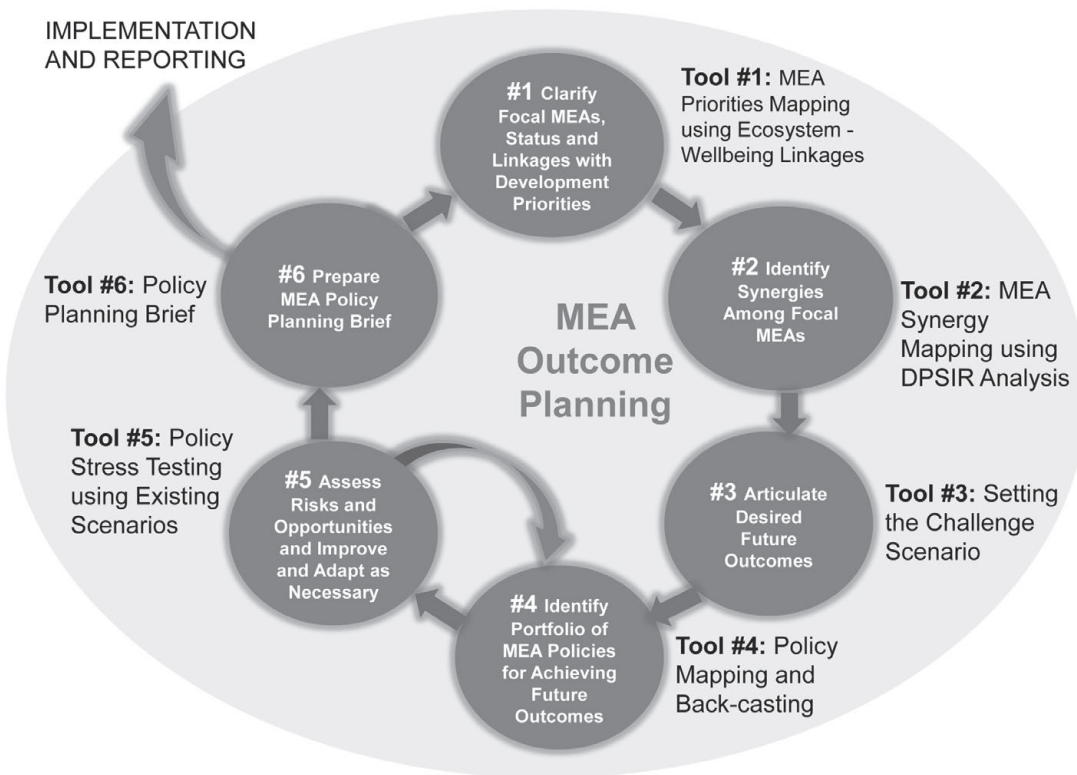 IMPLEMENTATION
AND REPORTING
#1 Clarify
Focal MEAs,
Status and
Linkages with
Development
Priorities
Tool #1: MEA
Priorities Mapping
using Ecosystem -
Wellbeing Linkages
#2 Identify
Synergies
Among Focal
MEAs
Tool #2: MEA
Synergy
Mapping using
DPSIR Analysis
#3 Articulate
Desired
Future
Outcomes
Tool #3: Setting
the Challenge
Scenario
#4 Identify
Portfolio of
MEA Policies
for Achieving
Future
Outcomes
Tool #4: Policy
Mapping and
Back-casting
#5 Assess
Risks and
Opportunities
and Improve
and Adapt as
Necessary
Tool #5: Policy
Stress Testing
using Existing
Scenarios
#6 Prepare
MEA Policy
Planning Brief
Tool #6: Policy
Planning Brief
MEA
Outcome
Planning